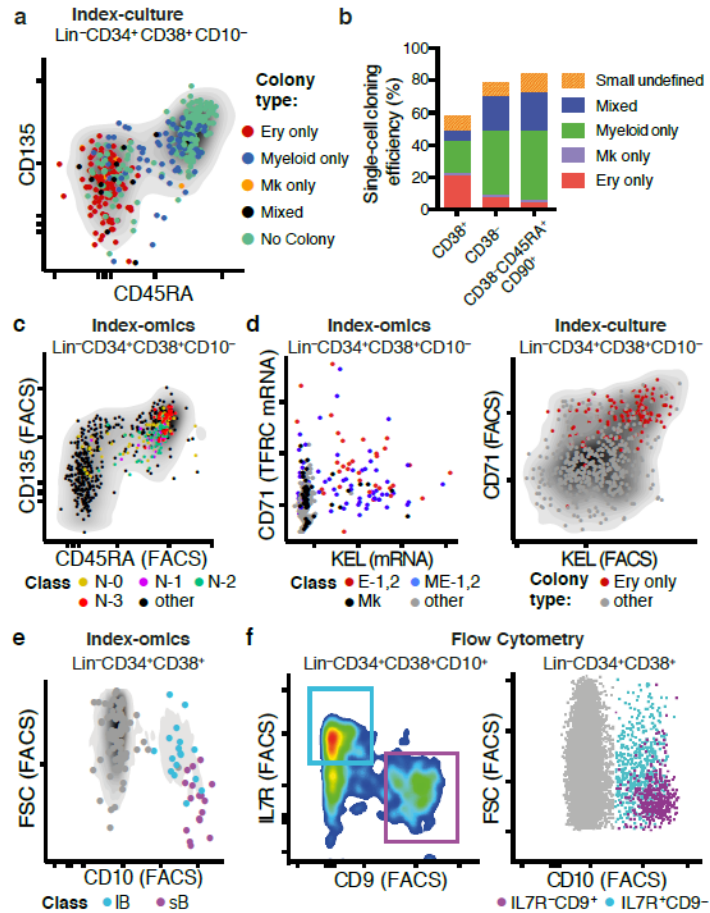 a
Index-culture
Lin−CD34+CD38+CD10−
CD135
CD45RA
Colony
type:
Ery only
Myeloid only
Mk only
Mixed
No Colony
b
Single-cell cloning
efficiency (%)
100
80
60
40
20
0
CD38+
CD38−
CD38−CD45RA+
CD90+
Small undefined
Mixed
Myeloid only
Mk only
Ery only
c
Index-omics
Lin−CD34+CD38+CD10−
CD135 (FACS)
CD45RA (FACS)
Class N-0 N-1 N-2
N-3 other
d
Index-omics
Lin−CD34+CD38+CD10−
CD71 (TFRC mRNA)
KEL (mRNA)
Class E-1,2 ME-1,2
Mk other
Index-culture
Lin−CD34+CD38+CD10−
CD71 (FACS)
KEL (FACS)
Colony Ery only
type: other
e
Index-omics
Lin−CD34+CD38+
FSC (FACS)
CD10 (FACS)
Class lB sB
f
Flow Cytometry
Lin−CD34+CD38+CD10+
IL7R (FACS)
CD9 (FACS)
Lin−CD34+CD38+
FSC (FACS)
CD10 (FACS)
IL7R−CD9+ IL7R+CD9−